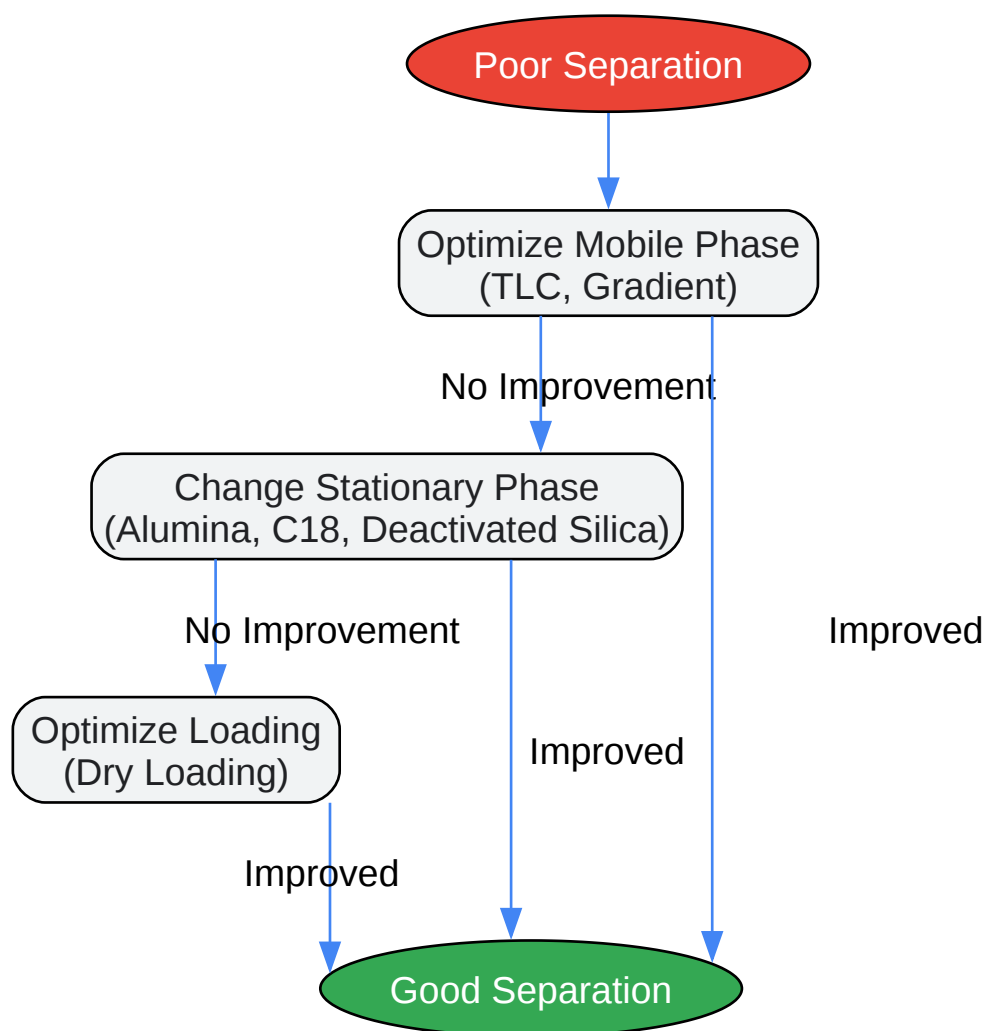 Poor Separation
Optimize Mobile Phase
(TLC, Gradient)
No Improvement
Change Stationary Phase
(Alumina, C18, Deactivated Silica)
No Improvement
Improved
Optimize Loading
(Dry Loading)
Improved
Improved
Good Separation